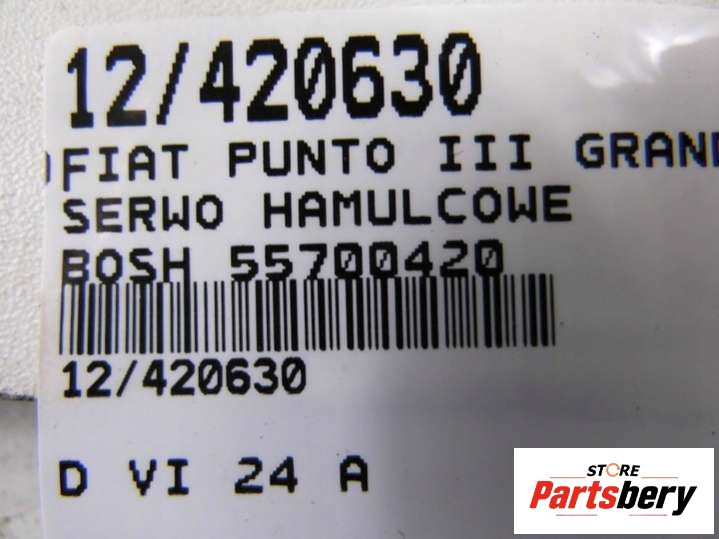 12/420630
FIAT PUNTO III GRAND
SERWO HAMULCOWE
BOSH 55700420
12/420630
D VI 24 A
STORE
Partsbery